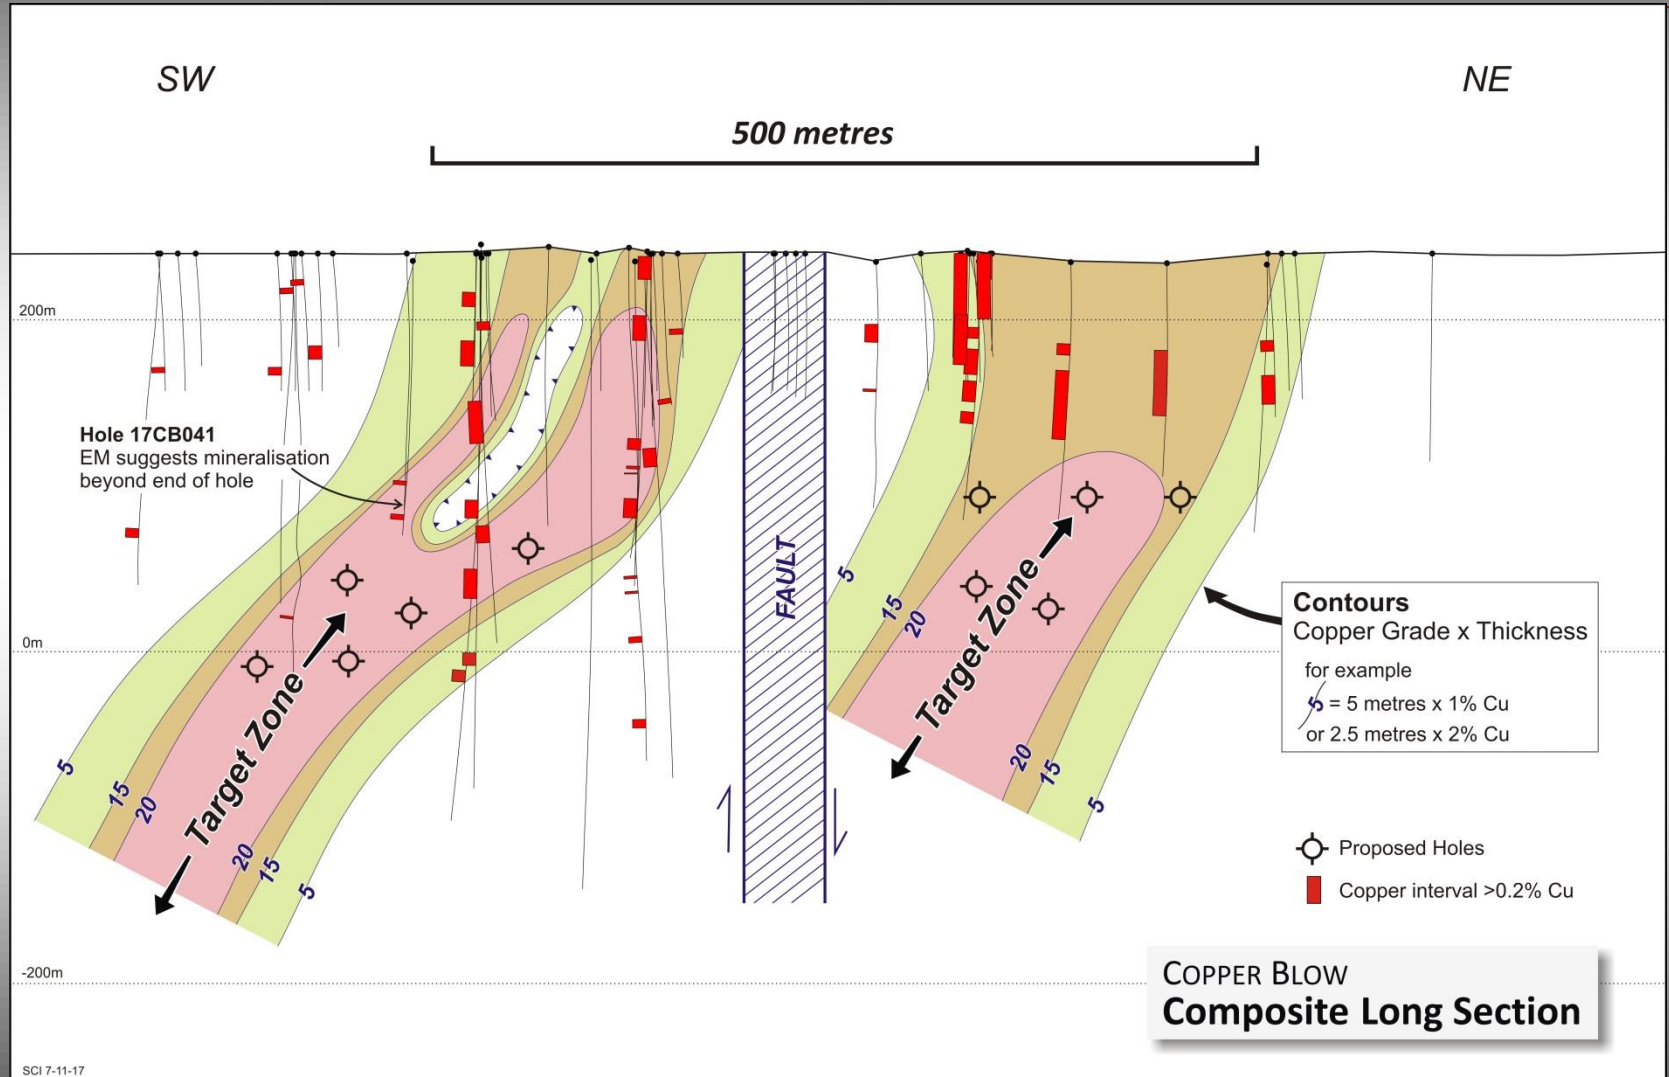 SW
NE
500 metres
200m
Hole 17CB041
EM suggests mineralisation
beyond end of hole
FAULT
5
15
20
Target Zone
Contours
Copper Grade x Thickness
for example
5 = 5 metres x 1% Cu
or 2.5 metres x 2% Cu
0m
Target Zone
5
15
20
20
15
5
20
15
5
Proposed Holes
Copper interval >0.2% Cu
-200m
COPPER BLOW
Composite Long Section
SCI 7-11-17